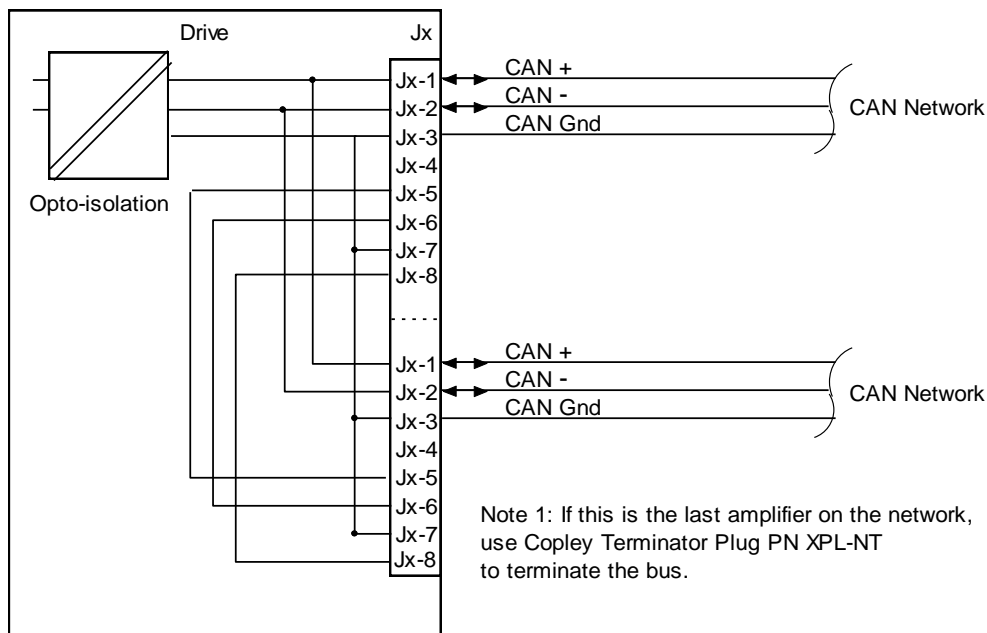 Drive
Jx
Opto-isolation
Jx-1
Jx-2
Jx-3
Jx-4
Jx-5
Jx-6
Jx-7
Jx-8
CAN +
CAN -
CAN Gnd
CAN Network
Jx-1
Jx-2
Jx-3
Jx-4
Jx-5
Jx-6
Jx-7
Jx-8
CAN +
CAN -
CAN Gnd
CAN Network
Note 1: If this is the last amplifier on the network,
use Copley Terminator Plug PN XPL-NT
to terminate the bus.